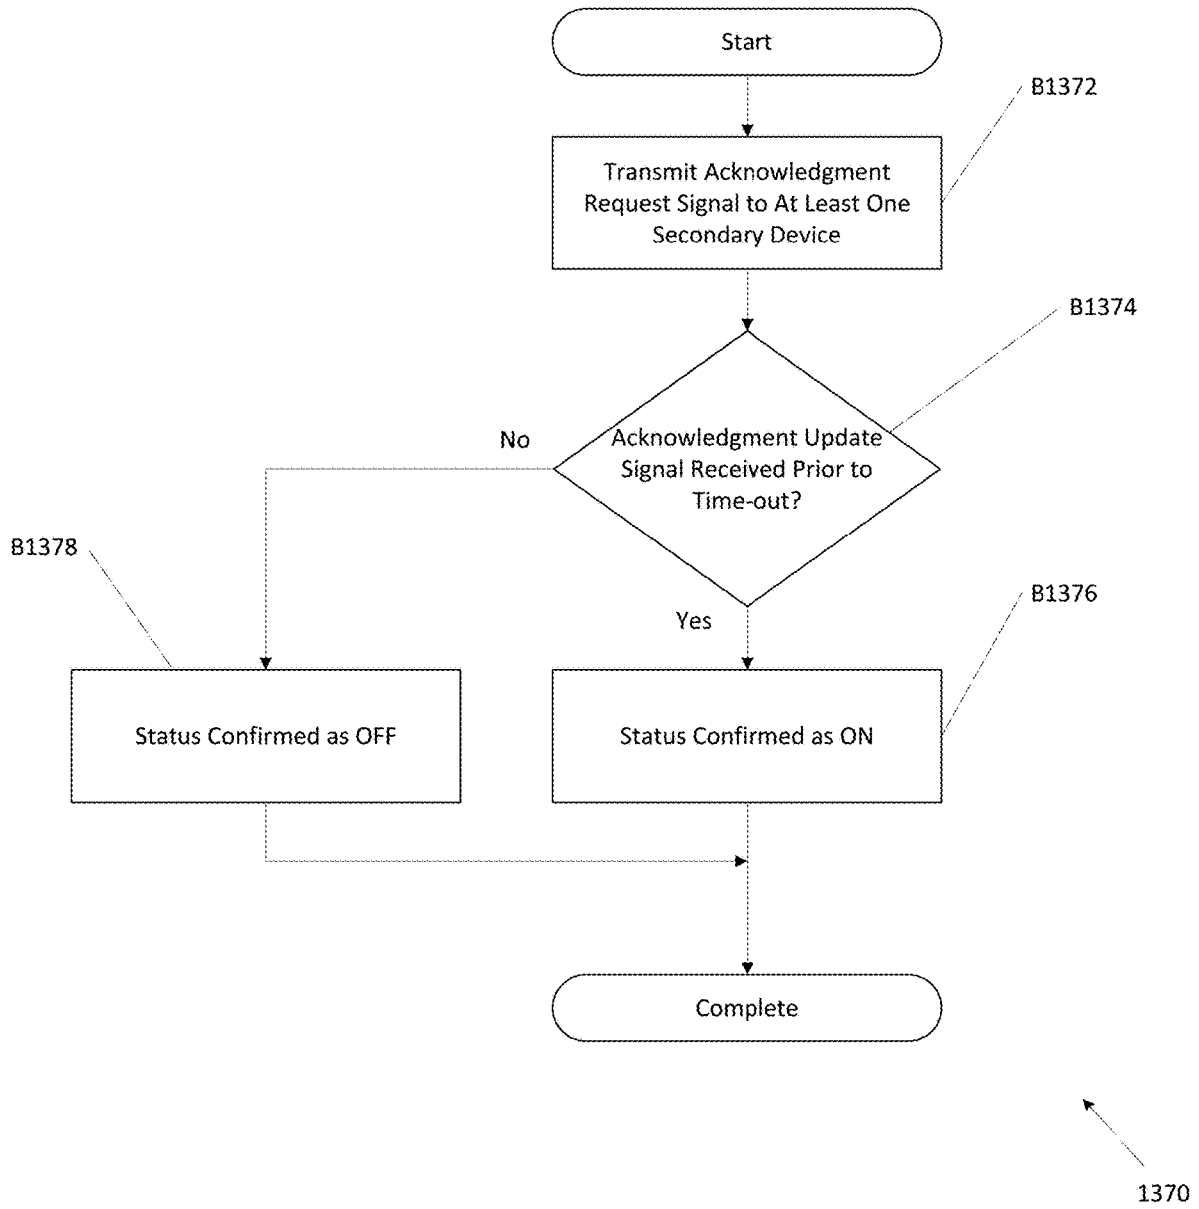 Start
B1372
Transmit Acknowledgment
Request Signal to At Least One
Secondary Device
B1374
No
Acknowledgment Update
Signal Received Prior to
Time-out?
B1378
B1376
Yes
Status Confirmed as OFF
Status Confirmed as ON
Complete
1370